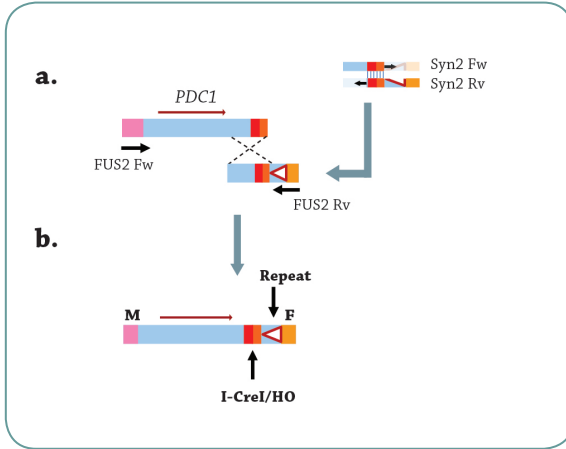 a.
Syn2 Fw
Syn2 Rv
PDC1
FUS2 Fw
FUS2 Rv
b.
Repeat
M
F
I-CreI/HO